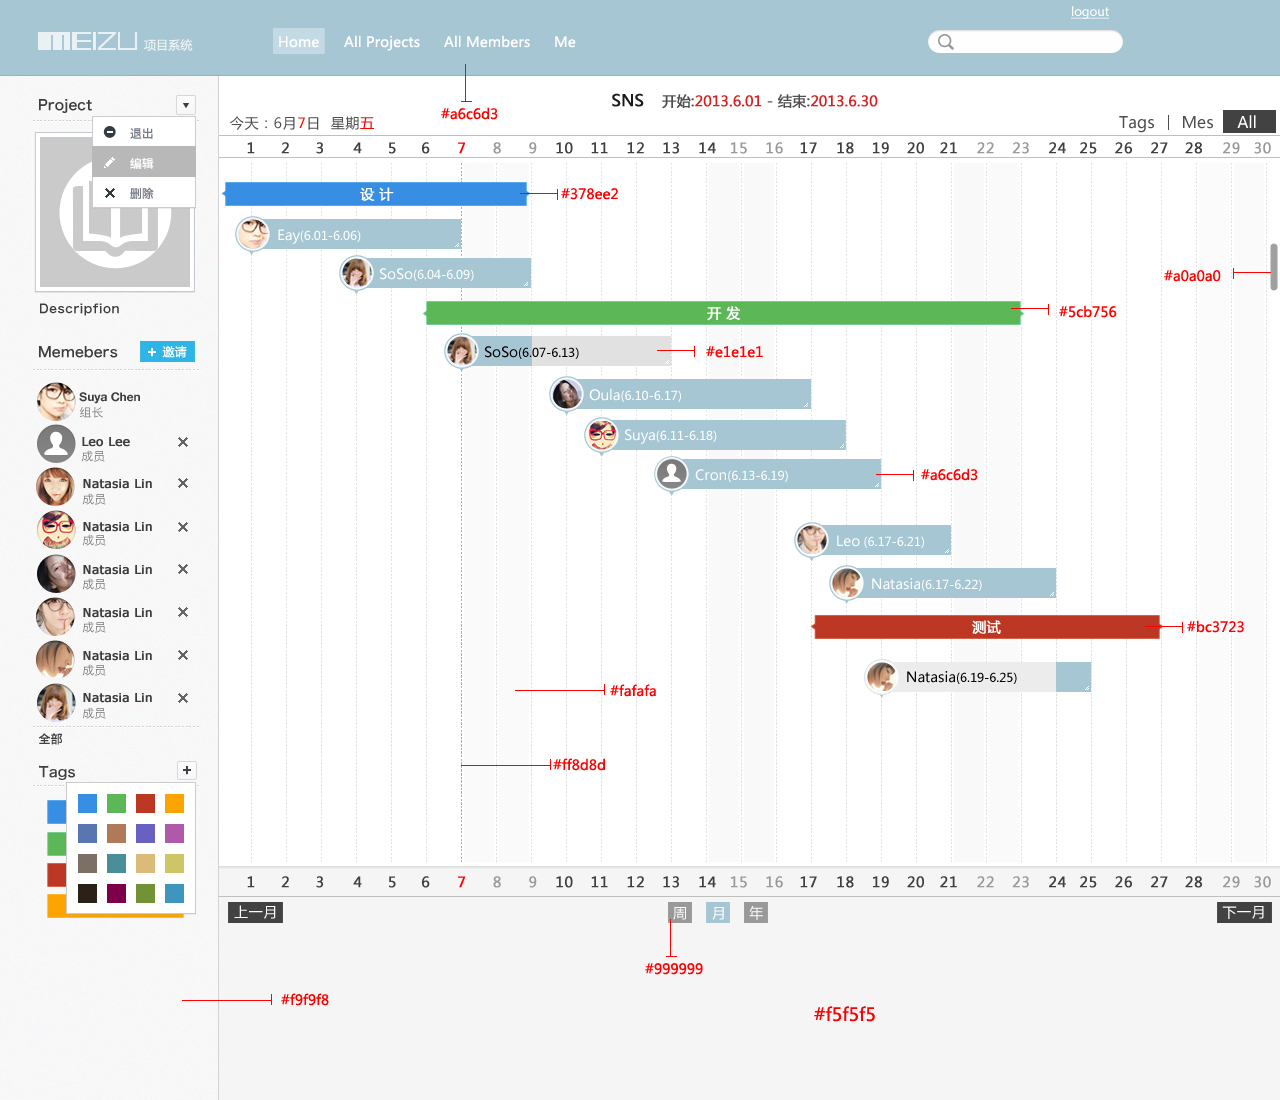 logout
MEIZU 项目系统
Home All Projects All Members Me
#a6c6d3
Project
退出
编辑
删除
Descripfion
Memebers + 邀请
Suya Chen
组长
Leo Lee
成员
Natasia Lin
成员
Natasia Lin
成员
Natasia Lin
成员
Natasia Lin
成员
Natasia Lin
成员
Natasia Lin
成员
全部
Tags +
SNS 开始:2013.6.01 - 结束:2013.6.30
今天：6月7日 星期五
Tags | Mes All
1 2 3 4 5 6 7 8 9 10 11 12 13 14 15 16 17 18 19 20 21 22 23 24 25 26 27 28 29 30
设 计 #378ee2
Eay(6.01-6.06)
SoSo(6.04-6.09)
#a0a0a0
开 发 #5cb756
SoSo(6.07-6.13) #e1e1e1
Oula(6.10-6.17)
Suya(6.11-6.18)
Cron(6.13-6.19) #a6c6d3
Leo (6.17-6.21)
Natasia(6.17-6.22)
测试 #bc3723
Natasia(6.19-6.25)
#fafafa
#ff8d8d
1 2 3 4 5 6 7 8 9 10 11 12 13 14 15 16 17 18 19 20 21 22 23 24 25 26 27 28 29 30
上一月 周 月 年 下一月
#999999
#f9f9f8
#f5f5f5